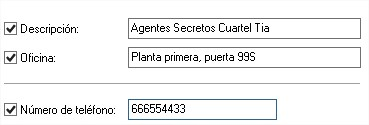 Descripción: Agentes Secretos Cuartel Tia
Oficina: Planta primera, puerta 99S
Número de teléfono: 666554433